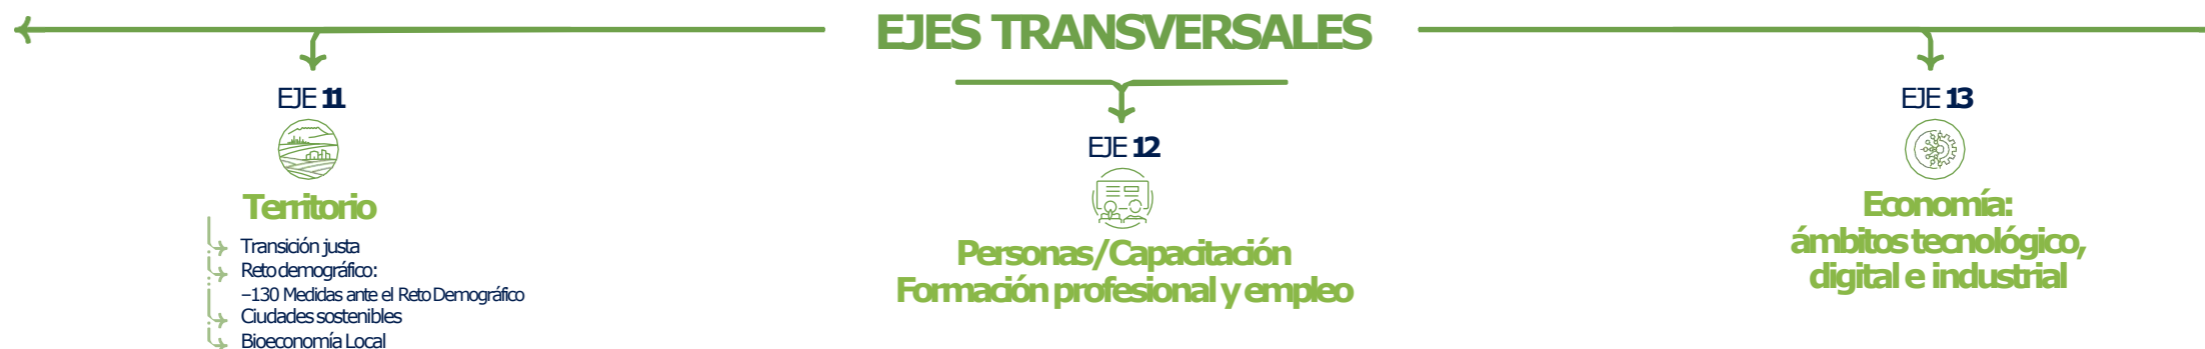 EJES TRANSVERSALES
EJE 11
Territorio
Transición justa
Reto demográfico:
–130 Medidas ante el Reto Demográfico
Ciudades sostenibles
Bioeconomía Local
EJE 12
Personas/Capacitación
Formación profesional y empleo
EJE 13
Economía:
ámbitos tecnológico,
digital e industrial